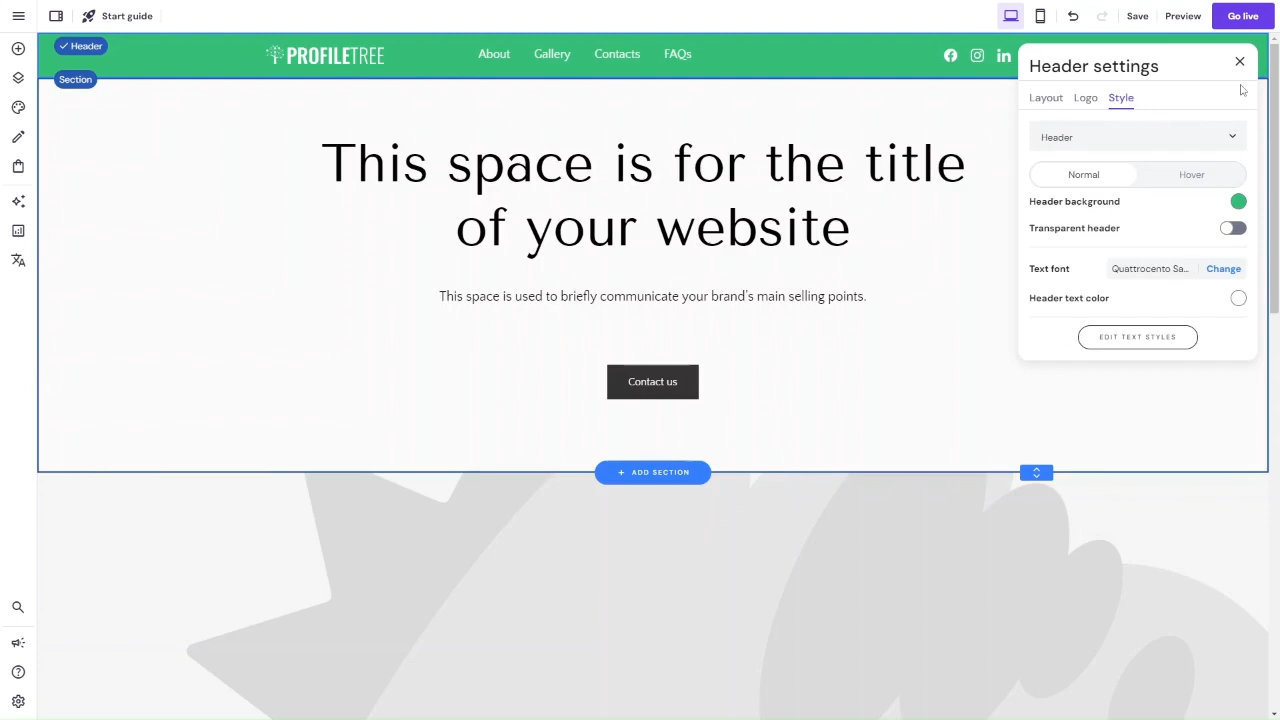 Start guide
Save
Preview
Go live
Header
PROFILETREE
About
Gallery
Contacts
FAQs
Section
This space is for the title
of your website
This space is used to briefly communicate your brand's main selling points.
Contact us
+ ADD SECTION
Header settings
Layout
Logo
Style
Header
Normal
Hover
Header background
Transparent header
Text font
Quattrocento Sa...
Change
Header text color
EDIT TEXT STYLES